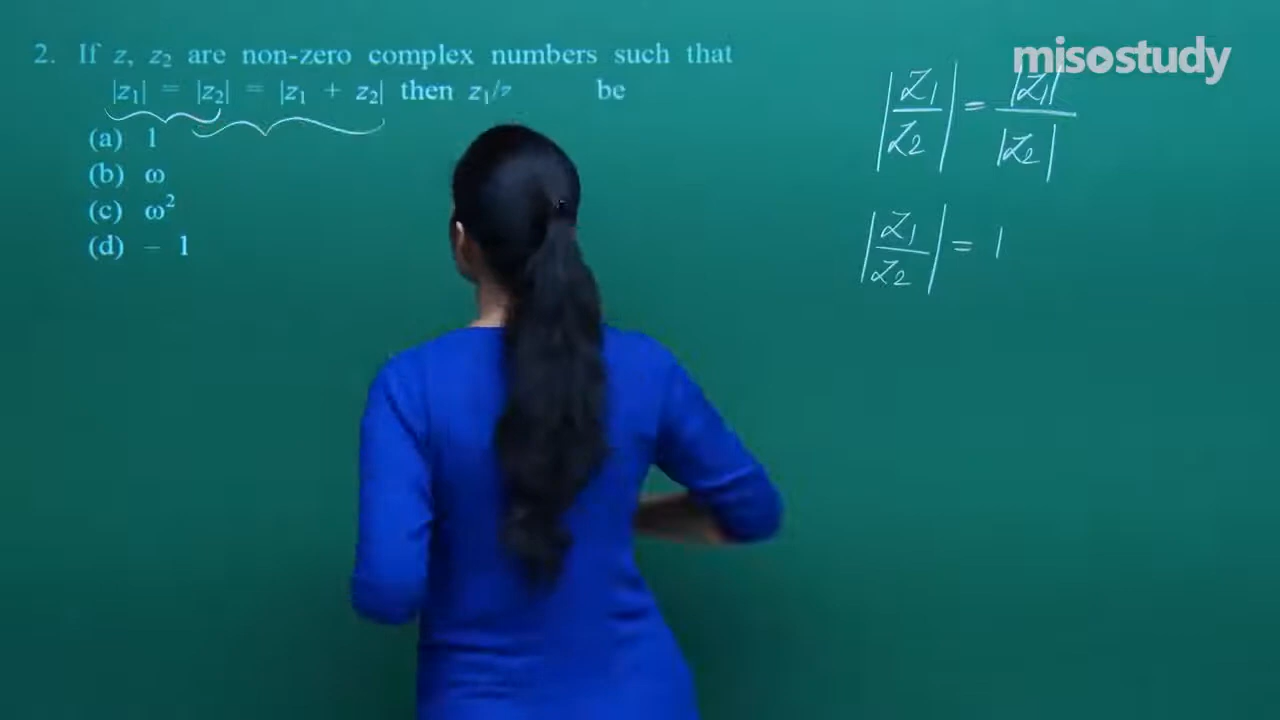 2. If z, z₂ are non-zero complex numbers such that
|z₁| = |z₂| = |z₁ + z₂| then z₁/ be
(a) 1
(b) ω
(c) ω²
(d) – 1
misostudy
|Z₁/Z₂| = |Z₁|/|Z₂|
|Z₁/Z₂| = 1